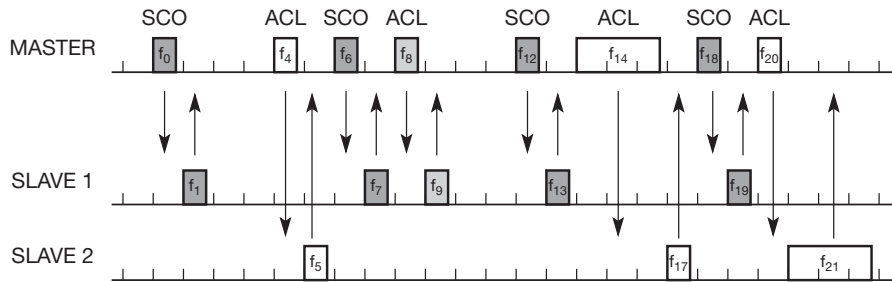 SCO ACL SCO ACL SCO ACL SCO ACL
MASTER f0 f4 f6 f8 f12 f14 f18 f20
SLAVE 1 f1 f7 f9 f13 f19
SLAVE 2 f5 f17 f21